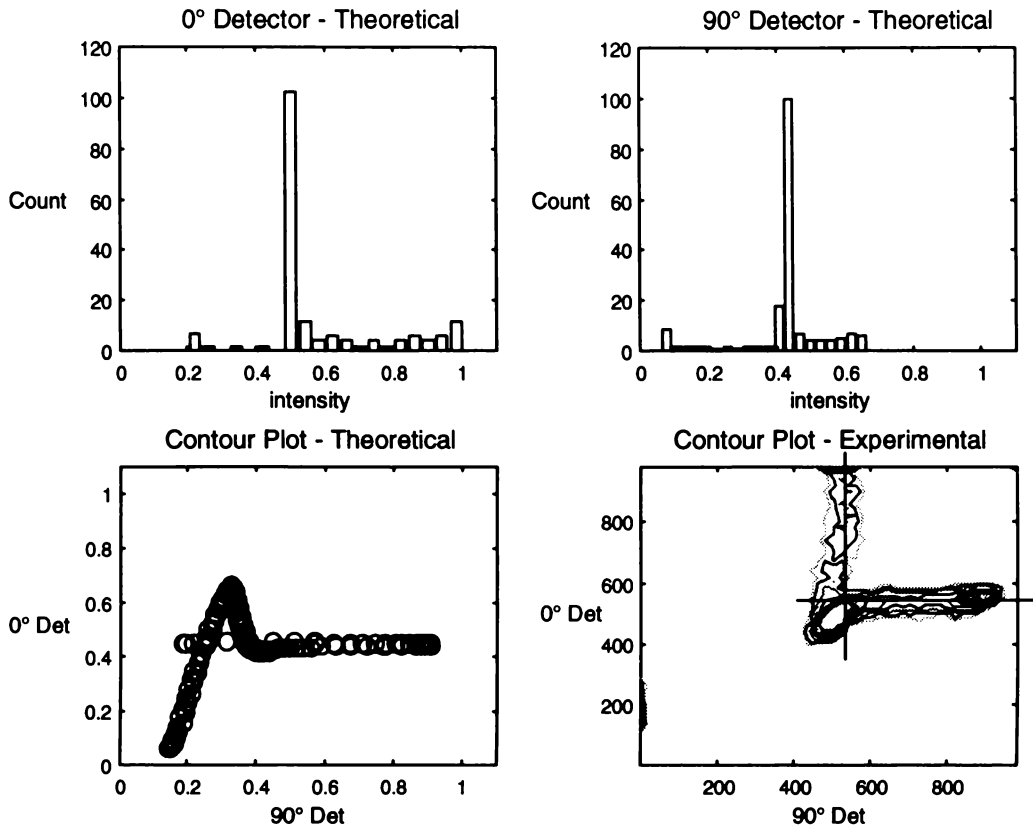 0° Detector - Theoretical
120
100
80
60
40
20
0
Count
0 0.2 0.4 0.6 0.8 1
intensity
90° Detector - Theoretical
120
100
80
60
40
20
0
Count
0 0.2 0.4 0.6 0.8 1
intensity
Contour Plot - Theoretical
1
0.8
0.6
0.4
0.2
0
0° Det
0 0.2 0.4 0.6 0.8 1
90° Det
Contour Plot - Experimental
800
600
400
200
0° Det
200 400 600 800
90° Det